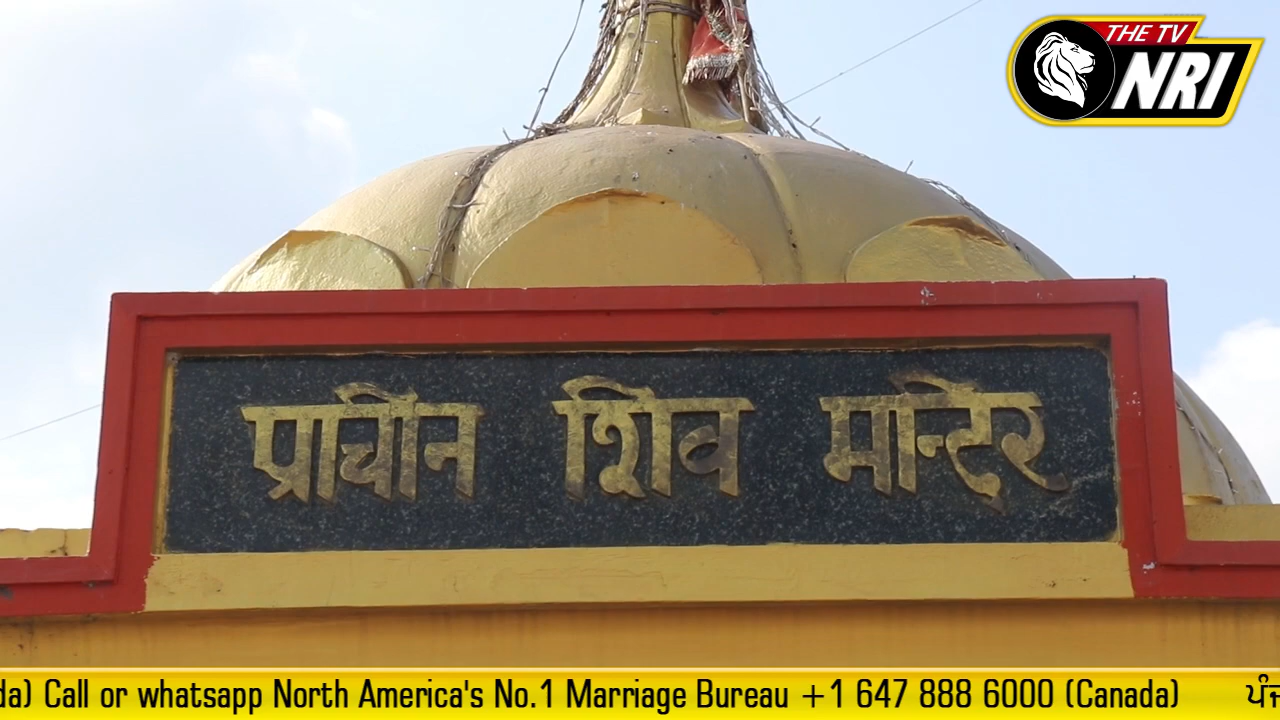 THE TV
NRI
प्राचीन शिव मन्दिर
da) Call or whatsapp North America's No.1 Marriage Bureau +1 647 888 6000 (Canada)